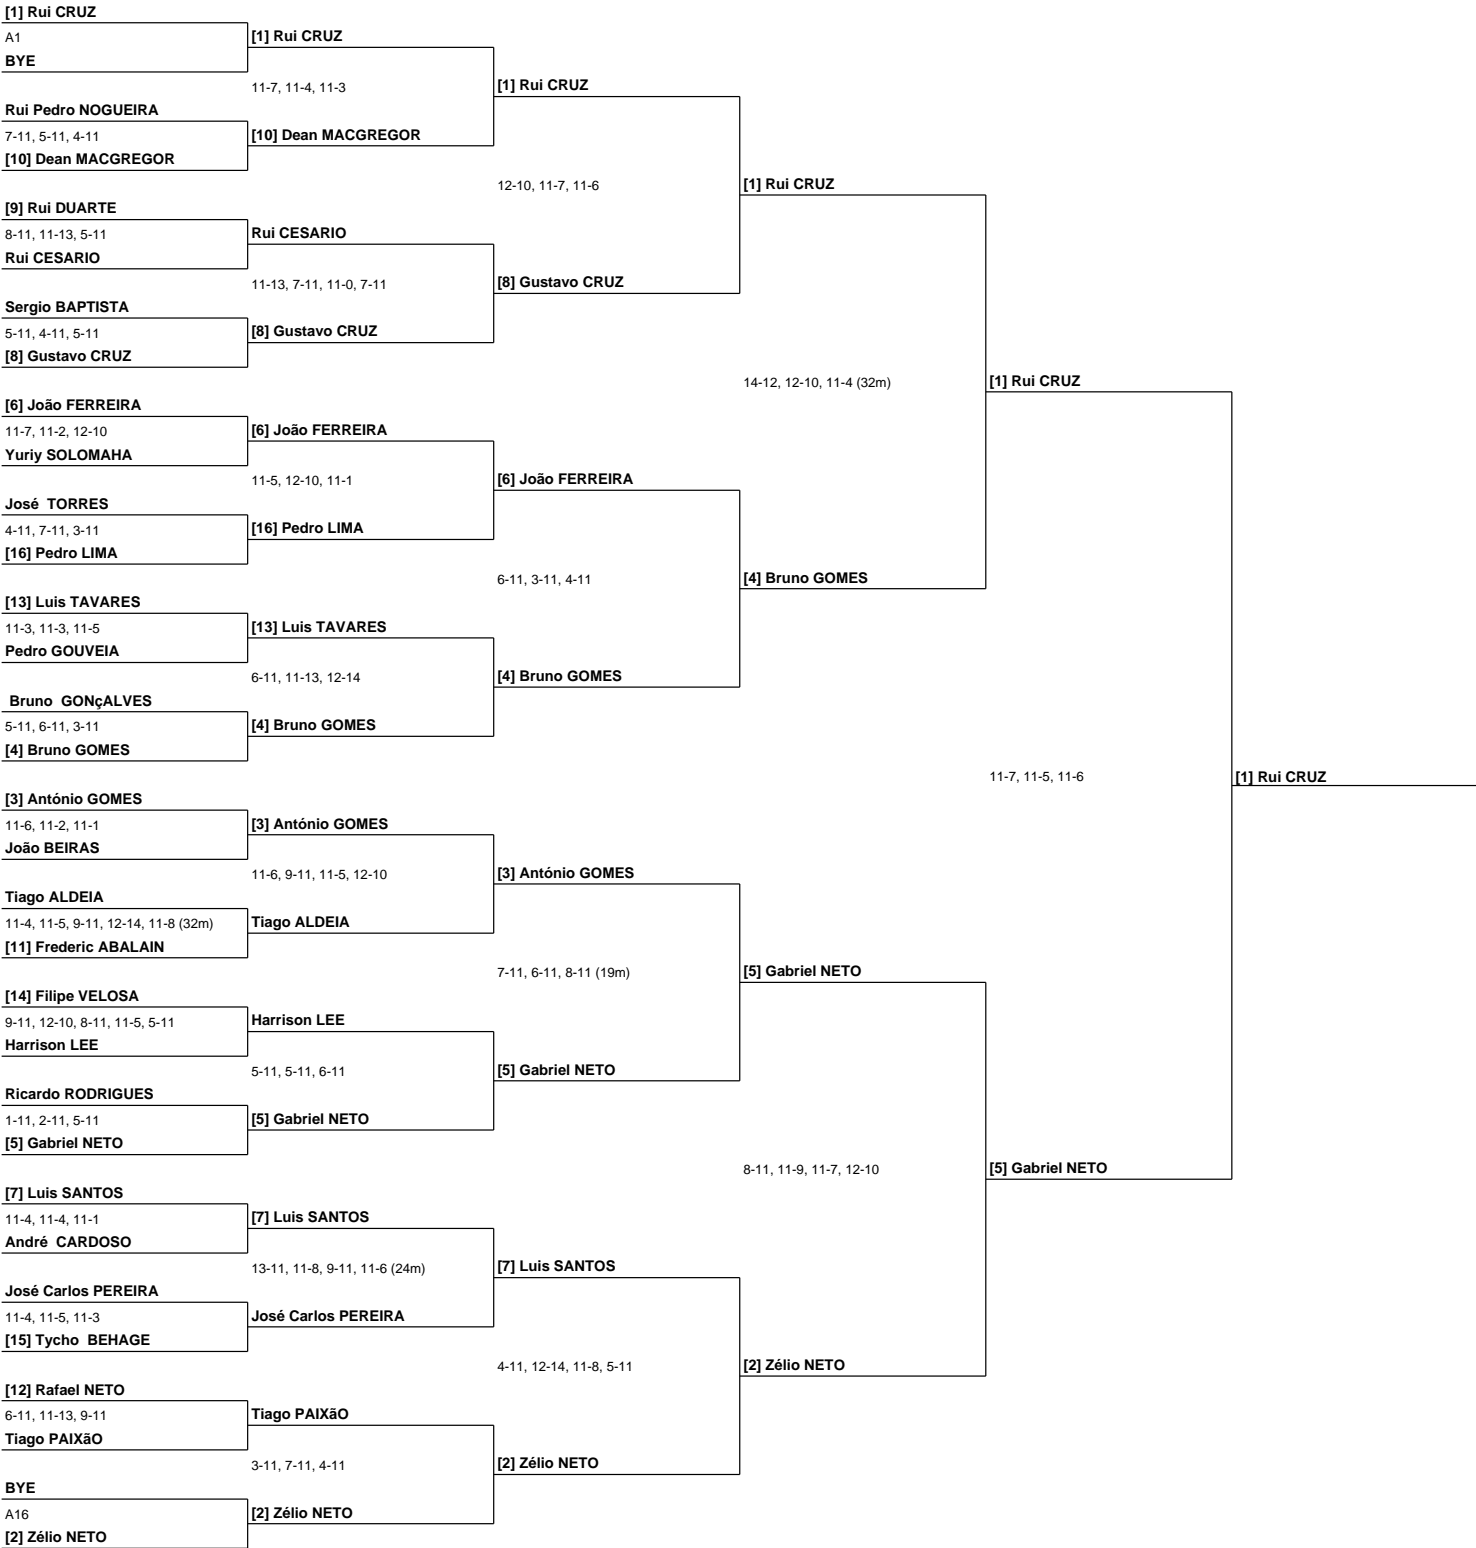 [1] Rui CRUZ
A1
BYE
Rui Pedro NOGUEIRA
7-11, 5-11, 4-11
[10] Dean MACGREGOR
[9] Rui DUARTE
8-11, 11-13, 5-11
Rui CESARIO
Sergio BAPTISTA
5-11, 4-11, 5-11
[8] Gustavo CRUZ
[6] João FERREIRA
11-7, 11-2, 12-10
Yuriy SOLOMAHA
José  TORRES
4-11, 7-11, 3-11
[16] Pedro LIMA
[13] Luis TAVARES
11-3, 11-3, 11-5
Pedro GOUVEIA
Bruno  GONçALVES
5-11, 6-11, 3-11
[4] Bruno GOMES
[3] António GOMES
11-6, 11-2, 11-1
João BEIRAS
Tiago ALDEIA
11-4, 11-5, 9-11, 12-14, 11-8 (32m)
[11] Frederic ABALAIN
[14] Filipe VELOSA
9-11, 12-10, 8-11, 11-5, 5-11
Harrison LEE
Ricardo RODRIGUES
1-11, 2-11, 5-11
[5] Gabriel NETO
[7] Luis SANTOS
11-4, 11-4, 11-1
André  CARDOSO
José Carlos PEREIRA
11-4, 11-5, 11-3
[15] Tycho  BEHAGE
[12] Rafael NETO
6-11, 11-13, 9-11
Tiago PAIXãO
BYE
A16
[2] Zélio NETO
[1] Rui CRUZ
11-7, 11-4, 11-3
[10] Dean MACGREGOR
Rui CESARIO
11-13, 7-11, 11-0, 7-11
[8] Gustavo CRUZ
[6] João FERREIRA
11-5, 12-10, 11-1
[16] Pedro LIMA
[13] Luis TAVARES
6-11, 11-13, 12-14
[4] Bruno GOMES
[3] António GOMES
11-6, 9-11, 11-5, 12-10
Tiago ALDEIA
Harrison LEE
5-11, 5-11, 6-11
[5] Gabriel NETO
[7] Luis SANTOS
13-11, 11-8, 9-11, 11-6 (24m)
José Carlos PEREIRA
Tiago PAIXãO
3-11, 7-11, 4-11
[2] Zélio NETO
[1] Rui CRUZ
12-10, 11-7, 11-6
[8] Gustavo CRUZ
[6] João FERREIRA
6-11, 3-11, 4-11
[4] Bruno GOMES
[3] António GOMES
7-11, 6-11, 8-11 (19m)
[5] Gabriel NETO
[7] Luis SANTOS
4-11, 12-14, 11-8, 5-11
[2] Zélio NETO
[1] Rui CRUZ
14-12, 12-10, 11-4 (32m)
[4] Bruno GOMES
[5] Gabriel NETO
8-11, 11-9, 11-7, 12-10
[2] Zélio NETO
[1] Rui CRUZ
11-7, 11-5, 11-6
[5] Gabriel NETO
[1] Rui CRUZ